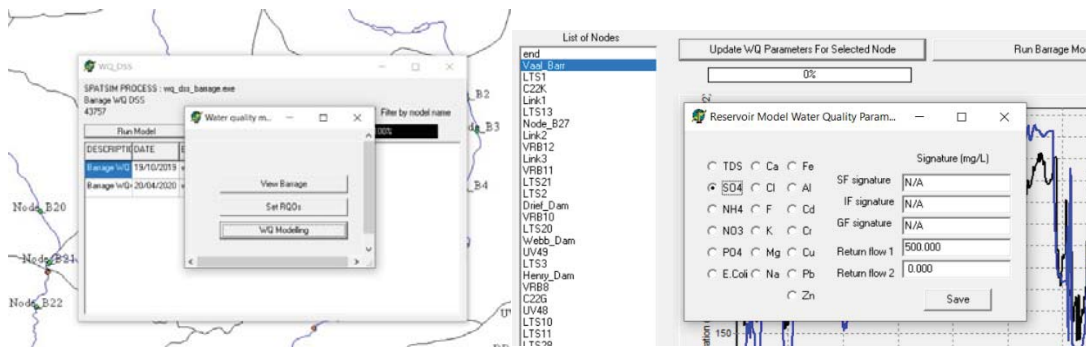 WQ_DSS
SPATSIM PROCESS : wq_dss_barrage.exe
Barrage WQ DSS
43757
Filter by model name
Run Model
DESCRIPTI
DATE
Barrage WQ
19/10/2019
Barrage WQ
20/04/2020
Water quality m...
View Barrage
Set RQOs
WQ Modelling
Node_B20
Node_B21
Node_B22
_B2
_B3
_B4
List of Nodes
end
Vaal_Barr
LTS1
C22K
Link1
LTS13
Node_B27
Link2
VRB12
Link3
VRB11
LTS21
LTS2
Drief_Dam
VRB10
LTS20
Webb_Dam
UV49
LTS3
Henny_Dam
VRB8
C22G
UV48
LTS10
LTS11
LTS29
Update WQ Parameters For Selected Node
Run Barrage Mo
0%
Reservoir Model Water Quality Param...
Signature (mg/L)
TDS Ca Fe
SO4 Cl Al
NH4 F Cd
NO3 K Cr
PO4 Mg Cu
E.Coli Na Pb
Zn
SF signature N/A
IF signature N/A
GF signature N/A
Return flow 1 500.000
Return flow 2 0.000
Save
150